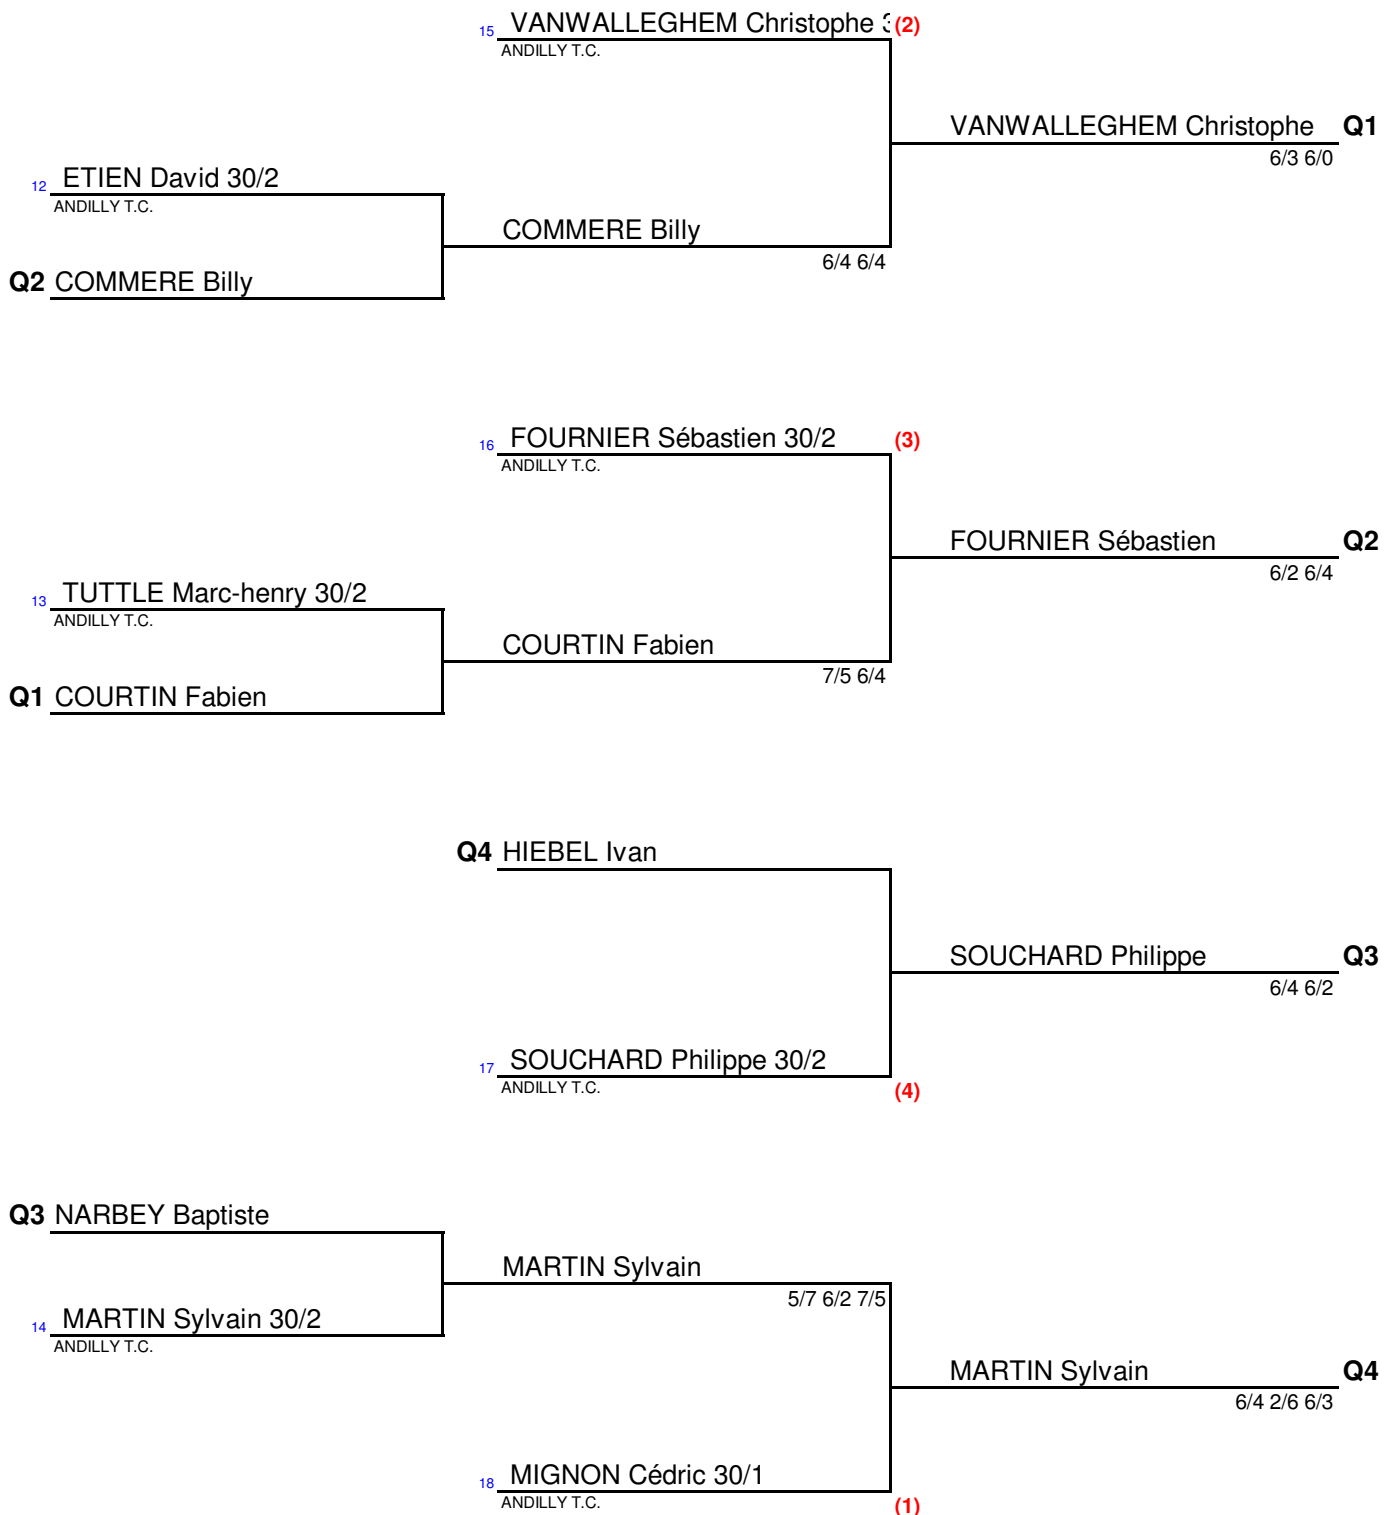 15 VANWALLEGHEM Christophe (2)
ANDILLY T.C.
VANWALLEGHEM Christophe Q1
6/3 6/0
12 ETIEN David 30/2
ANDILLY T.C.
COMMERE Billy
6/4 6/4
Q2 COMMERE Billy
16 FOURNIER Sébastien 30/2 (3)
ANDILLY T.C.
FOURNIER Sébastien Q2
6/2 6/4
13 TUTTLE Marc-henry 30/2
ANDILLY T.C.
COURTIN Fabien
7/5 6/4
Q1 COURTIN Fabien
Q4 HIEBEL Ivan
SOUCHARD Philippe Q3
6/4 6/2
17 SOUCHARD Philippe 30/2
ANDILLY T.C. (4)
Q3 NARBEY Baptiste
MARTIN Sylvain
5/7 6/2 7/5
14 MARTIN Sylvain 30/2
ANDILLY T.C.
MARTIN Sylvain Q4
6/4 2/6 6/3
18 MIGNON Cédric 30/1
ANDILLY T.C. (1)